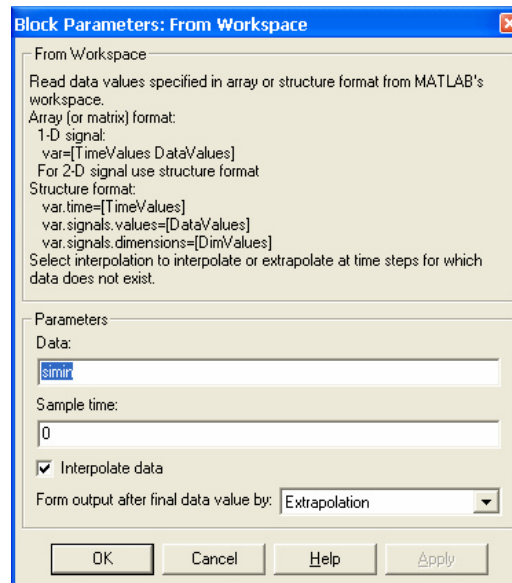 Block Parameters: From Workspace
From Workspace
Read data values specified in array or structure format from MATLAB's
workspace.
Array (or matrix) format:
1-D signal:
var=[TimeValues DataValues]
For 2-D signal use structure format
Structure format:
var.time=[TimeValues]
var.signals.values=[DataValues]
var.signals.dimensions=[DimValues]
Select interpolation to interpolate or extrapolate at time steps for which
data does not exist.
Parameters
Data:
simin
Sample time:
0
Interpolate data
Form output after final data value by: Extrapolation
OK Cancel Help Apply